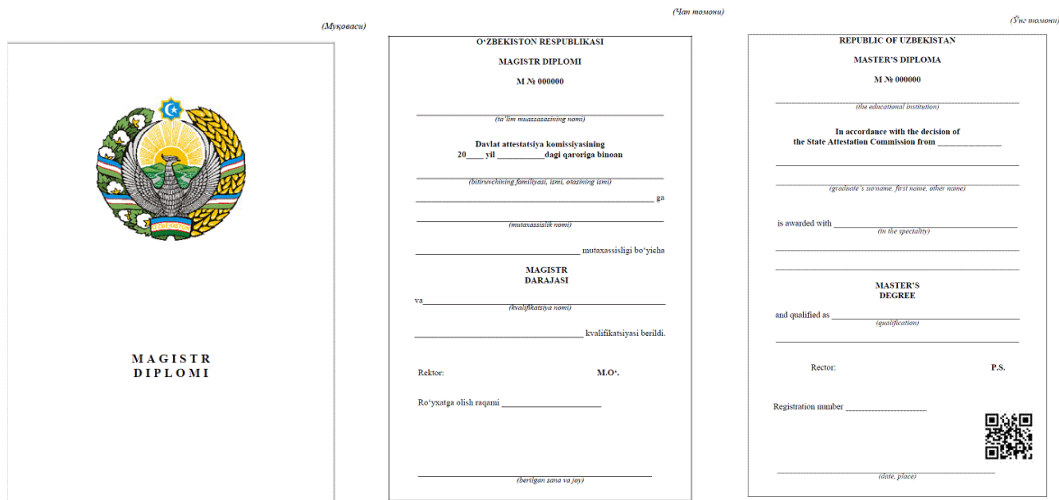 (Муқоваси)
MAGISTR
DIPLOMI
(Чап томони)
O‘ZBEKISTON RESPUBLIKASI
MAGISTR DIPLOMI
M № 000000
(ta’lim muassasasining nomi)
Davlat attestatsiya komissiyasining
20____ yil __________dagi qaroriga binoan
(bitiruvchining familiyasi, ismi, otasining ismi)
ga
(mutaxassislik nomi)
mutaxassisligi bo‘yicha
MAGISTR
DARAJASI
va
(kvalifikatsiya nomi)
kvalifikatsiyasi berildi.
Rektor: M.O‘.
Ro‘yxatga olish raqami
(berilgan sana va joy)
(Ўнг томони)
REPUBLIC OF UZBEKISTAN
MASTER’S DIPLOMA
M № 000000
(the educational institution)
In accordance with the decision of
the State Attestation Commission from
(graduate’s surname, first name, other name)
is awarded with
(in the speciality)
MASTER’S
DEGREE
and qualified as
(qualification)
Rector: P.S.
Registration number
(date, place)